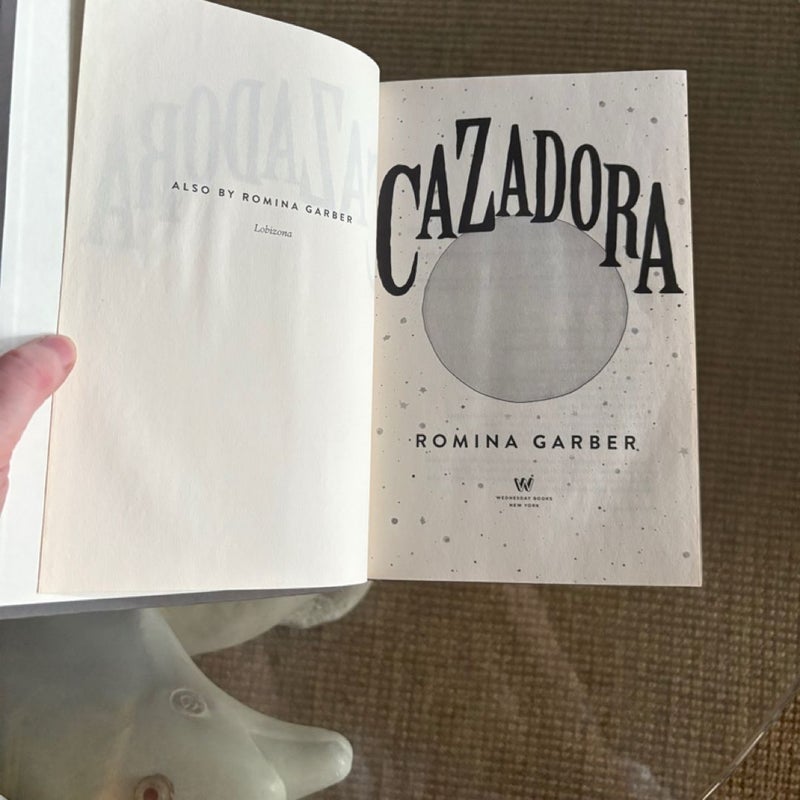 ALSO BY ROMINA GARBER
Lobizona
CAZADORA
ROMINA GARBER
W
WEDNESDAY BOOKS
NEW YORK